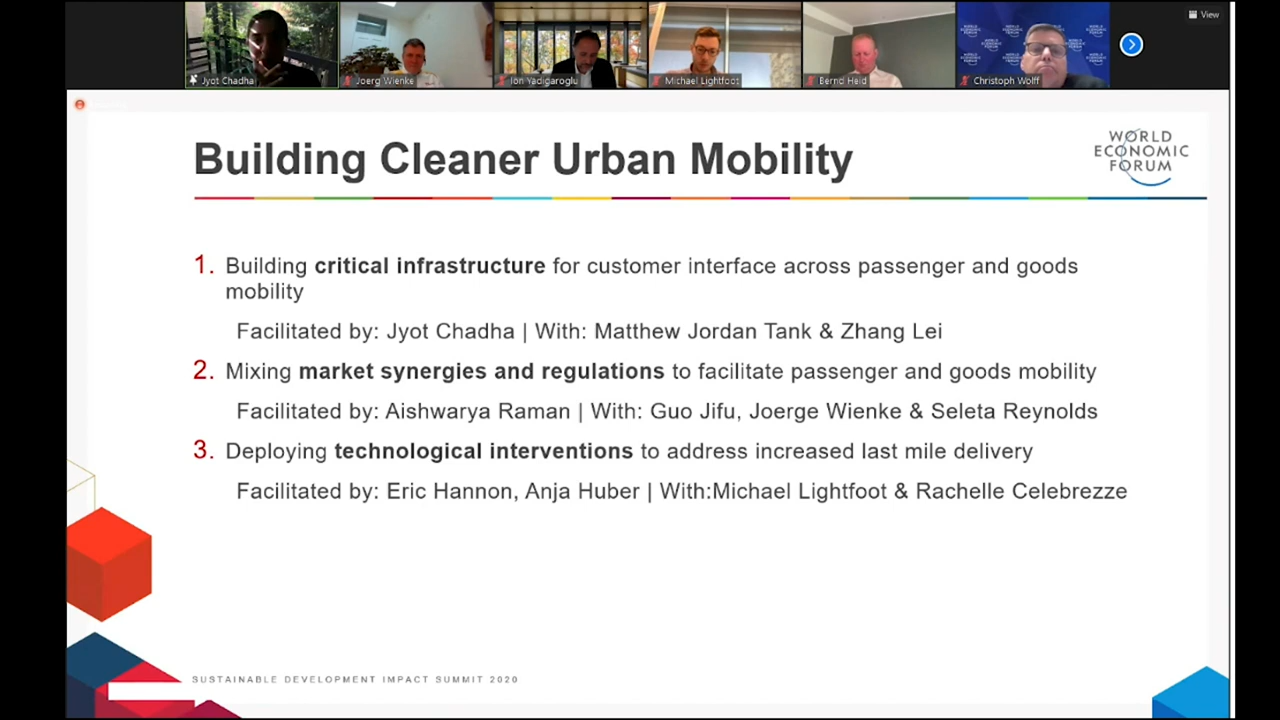 View
Jyot Chadha
Joerg Wienke
Ion Yadigaroglu
Michael Lightfoot
Bernd Heid
Christoph Wolff
Building Cleaner Urban Mobility
WORLD
ECONOMIC
FORUM
1. Building critical infrastructure for customer interface across passenger and goods
mobility
Facilitated by: Jyot Chadha | With: Matthew Jordan Tank & Zhang Lei
2. Mixing market synergies and regulations to facilitate passenger and goods mobility
Facilitated by: Aishwarya Raman | With: Guo Jifu, Joerge Wienke & Seleta Reynolds
3. Deploying technological interventions to address increased last mile delivery
Facilitated by: Eric Hannon, Anja Huber | With:Michael Lightfoot & Rachelle Celebrezze
SUSTAINABLE DEVELOPMENT IMPACT SUMMIT 2020